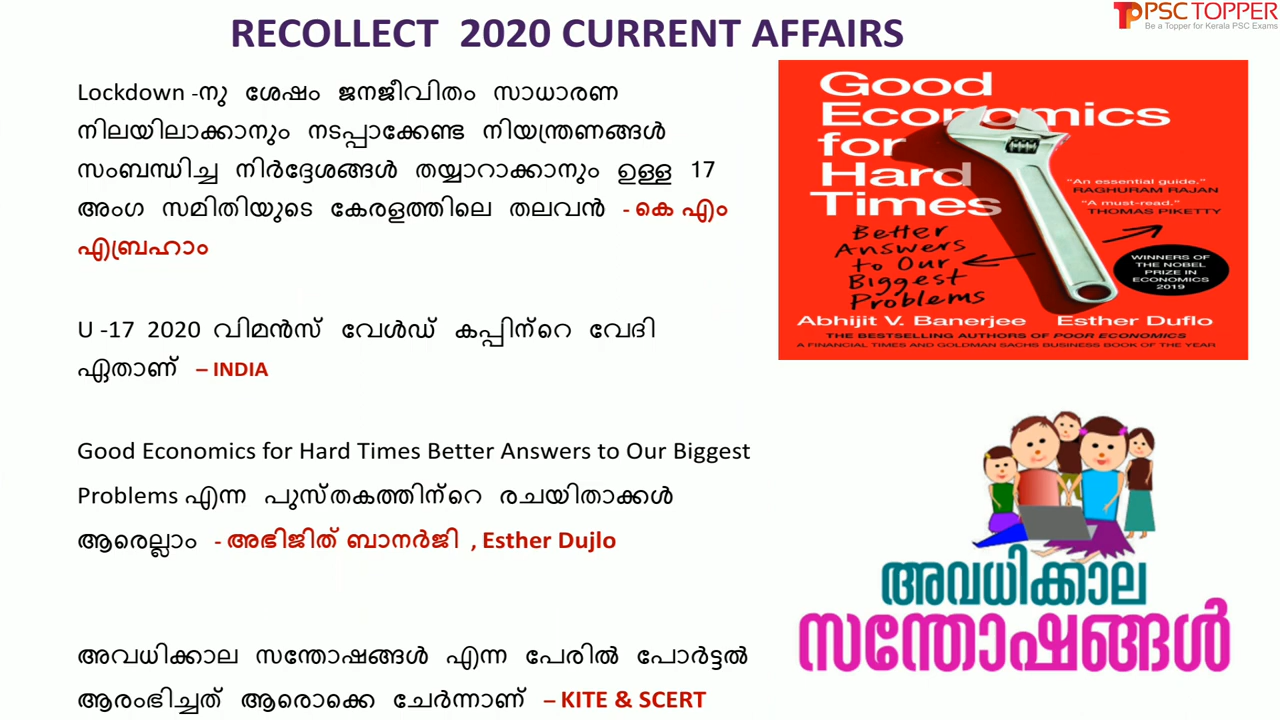 RECOLLECT 2020 CURRENT AFFAIRS
PSC TOPPER
Be a Topper for Kerala PSC Exams
Lockdown -നു ശേഷം ജനജീവിതം സാധാരണ
നിലയിലാക്കാനും നടപ്പാക്കേണ്ട നിയന്ത്രണങ്ങൾ
സംബന്ധിച്ച നിർദ്ദേശങ്ങൾ തയ്യാറാക്കാനും ഉള്ള 17
അംഗ സമിതിയുടെ കേരളത്തിലെ തലവൻ - കെ എം
എബ്രഹാം
U -17 2020 വിമൻസ് വേൾഡ് കപ്പിന്റെ വേദി
ഏതാണ് – INDIA
Good Economics for Hard Times Better Answers to Our Biggest
Problems എന്ന പുസ്തകത്തിന്റെ രചയിതാക്കൾ
ആരെല്ലാം - അഭിജിത് ബാനർജി , Esther Dujlo
അവധിക്കാല സന്തോഷങ്ങൾ എന്ന പേരിൽ പോർട്ടൽ
ആരംഭിച്ചത് ആരൊക്കെ ചേർന്നാണ് – KITE & SCERT
Good
Economics
for
Hard
Times
"An essential guide."
RAGHURAM RAJAN
"A must-read."
THOMAS PIKETTY
Better
Answers
to Our
Biggest
Problems
WINNERS OF
THE NOBEL
PRIZE IN
ECONOMICS
2019
Abhijit V. Banerjee Esther Duflo
THE BESTSELLING AUTHORS OF POOR ECONOMICS
A FINANCIAL TIMES AND GOLDMAN SACHS BUSINESS BOOK OF THE YEAR
അവധിക്കാല
സന്തോഷങ്ങൾ